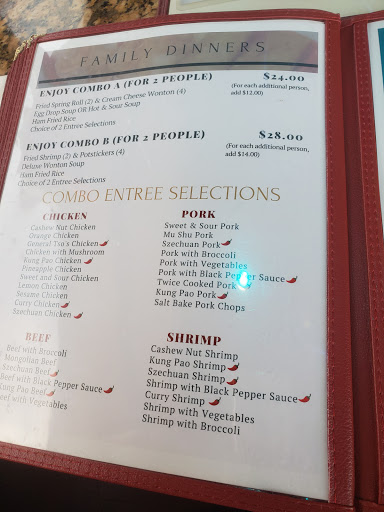 FAMILY DINNERS
ENJOY COMBO A (FOR 2 PEOPLE) $24.00
(For each additional person,
add $12.00)
Fried Spring Roll (2) & Cream Cheese Wonton (4)
Egg Drop Soup OR Hot & Sour Soup
Ham Fried Rice
Choice of 2 Entree Selections
ENJOY COMBO B (FOR 2 PEOPLE) $28.00
(For each additional person,
add $14.00)
Fried Shrimp (2) & Potstickers (4)
Deluxe Wonton Soup
Ham Fried Rice
Choice of 2 Entree Selections
COMBO ENTREE SELECTIONS
CHICKEN
Cashew Nut Chicken
Orange Chicken
General Tso's Chicken
Chicken with Mushroom
Kung Pao Chicken
Pineapple Chicken
Sweet and Sour Chicken
Lemon Chicken
Sesame Chicken
Curry Chicken
Szechuan Chicken
PORK
Sweet & Sour Pork
Mu Shu Pork
Szechuan Pork
Pork with Broccoli
Pork with Vegetables
Pork with Black Pepper Sauce
Twice Cooked Pork
Kung Pao Pork
Salt Bake Pork Chops
BEEF
Beef with Broccoli
Mongolian Beef
Szechuan Beef
Beef with Black Pepper Sauce
Kung Pao Beef
Beef with Vegetables
SHRIMP
Cashew Nut Shrimp
Kung Pao Shrimp
Szechuan Shrimp
Shrimp with Black Pepper Sauce
Curry Shrimp
Shrimp with Vegetables
Shrimp with Broccoli